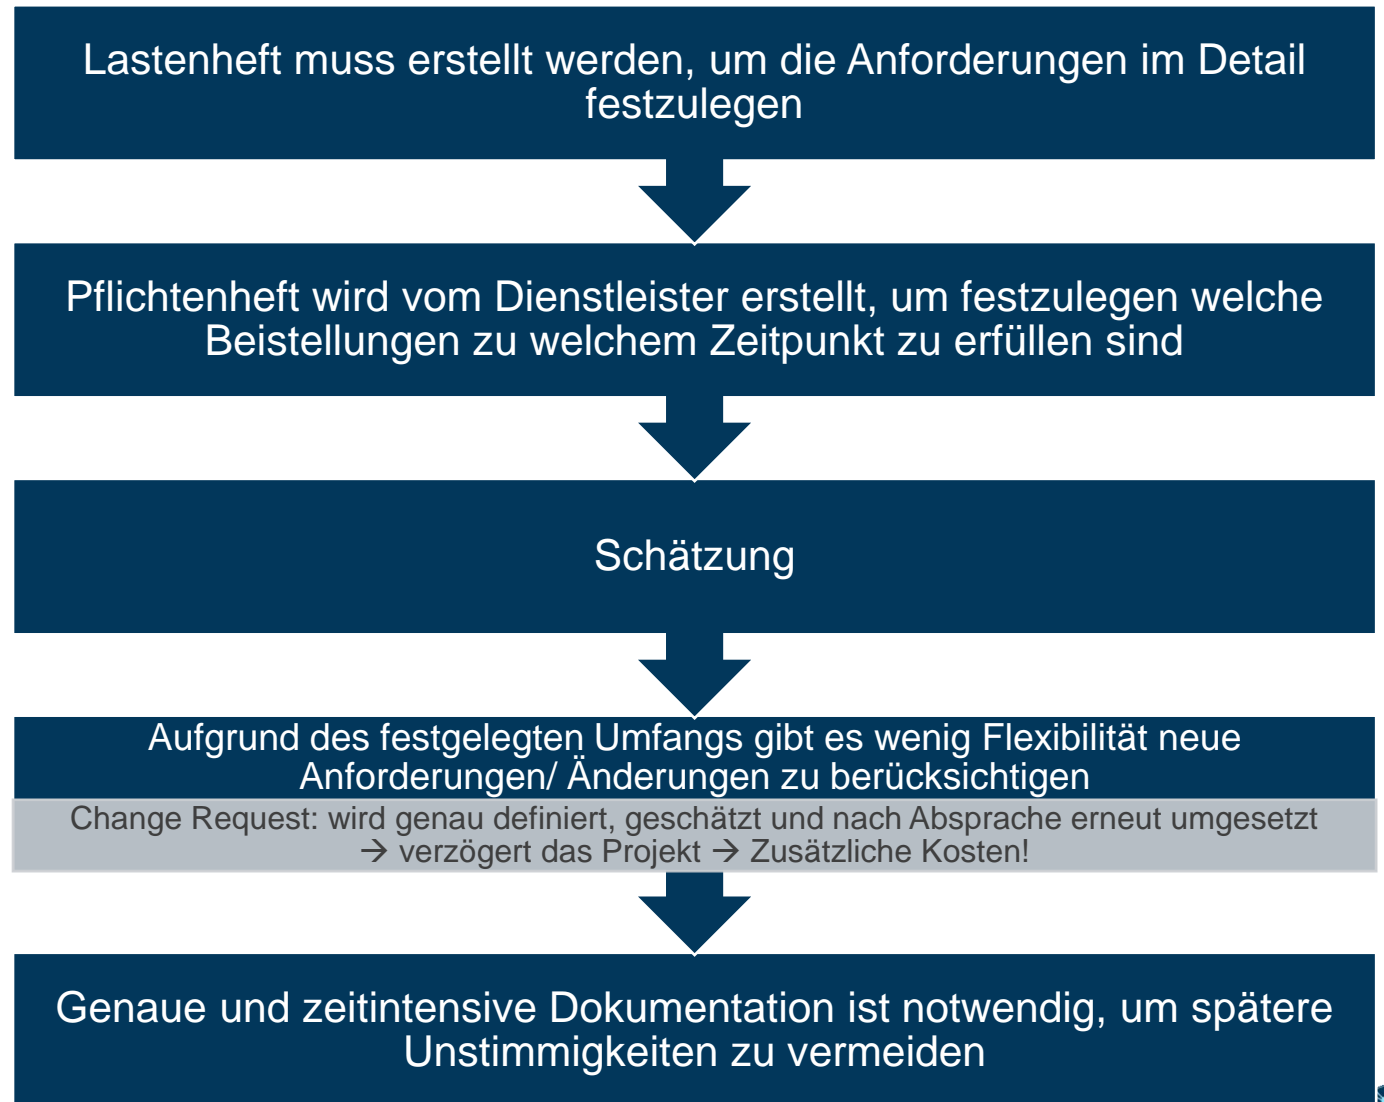 Lastenheft muss erstellt werden, um die Anforderungen im Detail
festzulegen
Pflichtenheft wird vom Dienstleister erstellt, um festzulegen welche
Beistellungen zu welchem Zeitpunkt zu erfüllen sind
Schätzung
Aufgrund des festgelegten Umfangs gibt es wenig Flexibilität neue
Anforderungen/ Änderungen zu berücksichtigen
Change Request: wird genau definiert, geschätzt und nach Absprache erneut umgesetzt
→ verzögert das Projekt → Zusätzliche Kosten!
Genaue und zeitintensive Dokumentation ist notwendig, um spätere
Unstimmigkeiten zu vermeiden